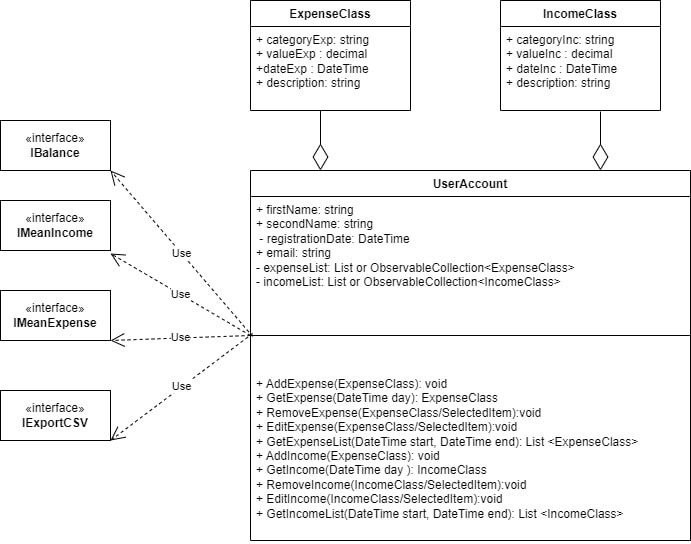 ExpenseClass
+ categoryExp: string
+ valueExp : decimal
+dateExp : DateTime
+ description: string
IncomeClass
+ categoryInc: string
+ valueInc : decimal
+ dateInc : DateTime
+ description: string
«interface»
IBalance
«interface»
IMeanIncome
«interface»
IMeanExpense
«interface»
IExportCSV
Use
Use
Use
Use
UserAccount
+ firstName: string
+ secondName: string
- registrationDate: DateTime
+ email: string
- expenseList: List or ObservableCollection<ExpenseClass>
- incomeList: List or ObservableCollection<IncomeClass>
+ AddExpense(ExpenseClass): void
+ GetExpense(DateTime day): ExpenseClass
+ RemoveExpense(ExpenseClass/SelectedItem):void
+ EditExpense(ExpenseClass/SelectedItem):void
+ GetExpenseList(DateTime start, DateTime end): List <ExpenseClass>
+ AddIncome(ExpenseClass): void
+ GetIncome(DateTime day ): IncomeClass
+ RemoveIncome(IncomeClass/SelectedItem):void
+ EditIncome(IncomeClass/SelectedItem):void
+ GetIncomeList(DateTime start, DateTime end): List <IncomeClass>